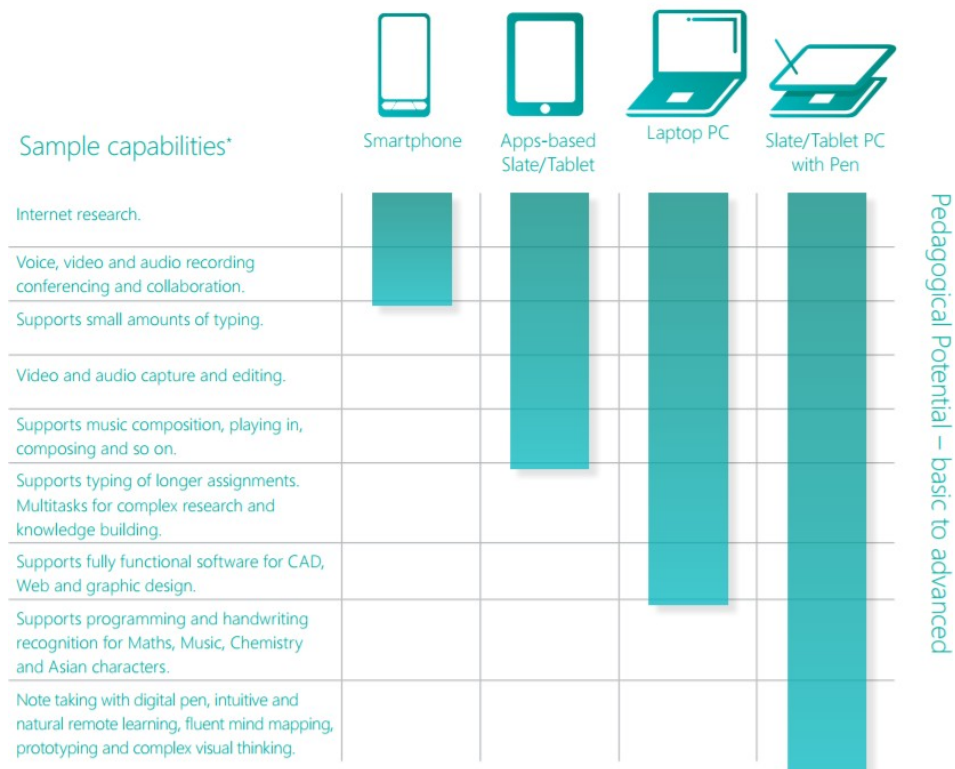 Smartphone
Apps-based
Slate/Tablet
Laptop PC
Slate/Tablet PC
with Pen
Sample capabilities*
Internet research.
Voice, video and audio recording
conferencing and collaboration.
Supports small amounts of typing.
Video and audio capture and editing.
Supports music composition, playing in,
composing and so on.
Supports typing of longer assignments.
Multitasks for complex research and
knowledge building.
Supports fully functional software for CAD,
Web and graphic design.
Supports programming and handwriting
recognition for Maths, Music, Chemistry
and Asian characters.
Note taking with digital pen, intuitive and
natural remote learning, fluent mind mapping,
prototyping and complex visual thinking.
Pedagogical Potential – basic to advanced